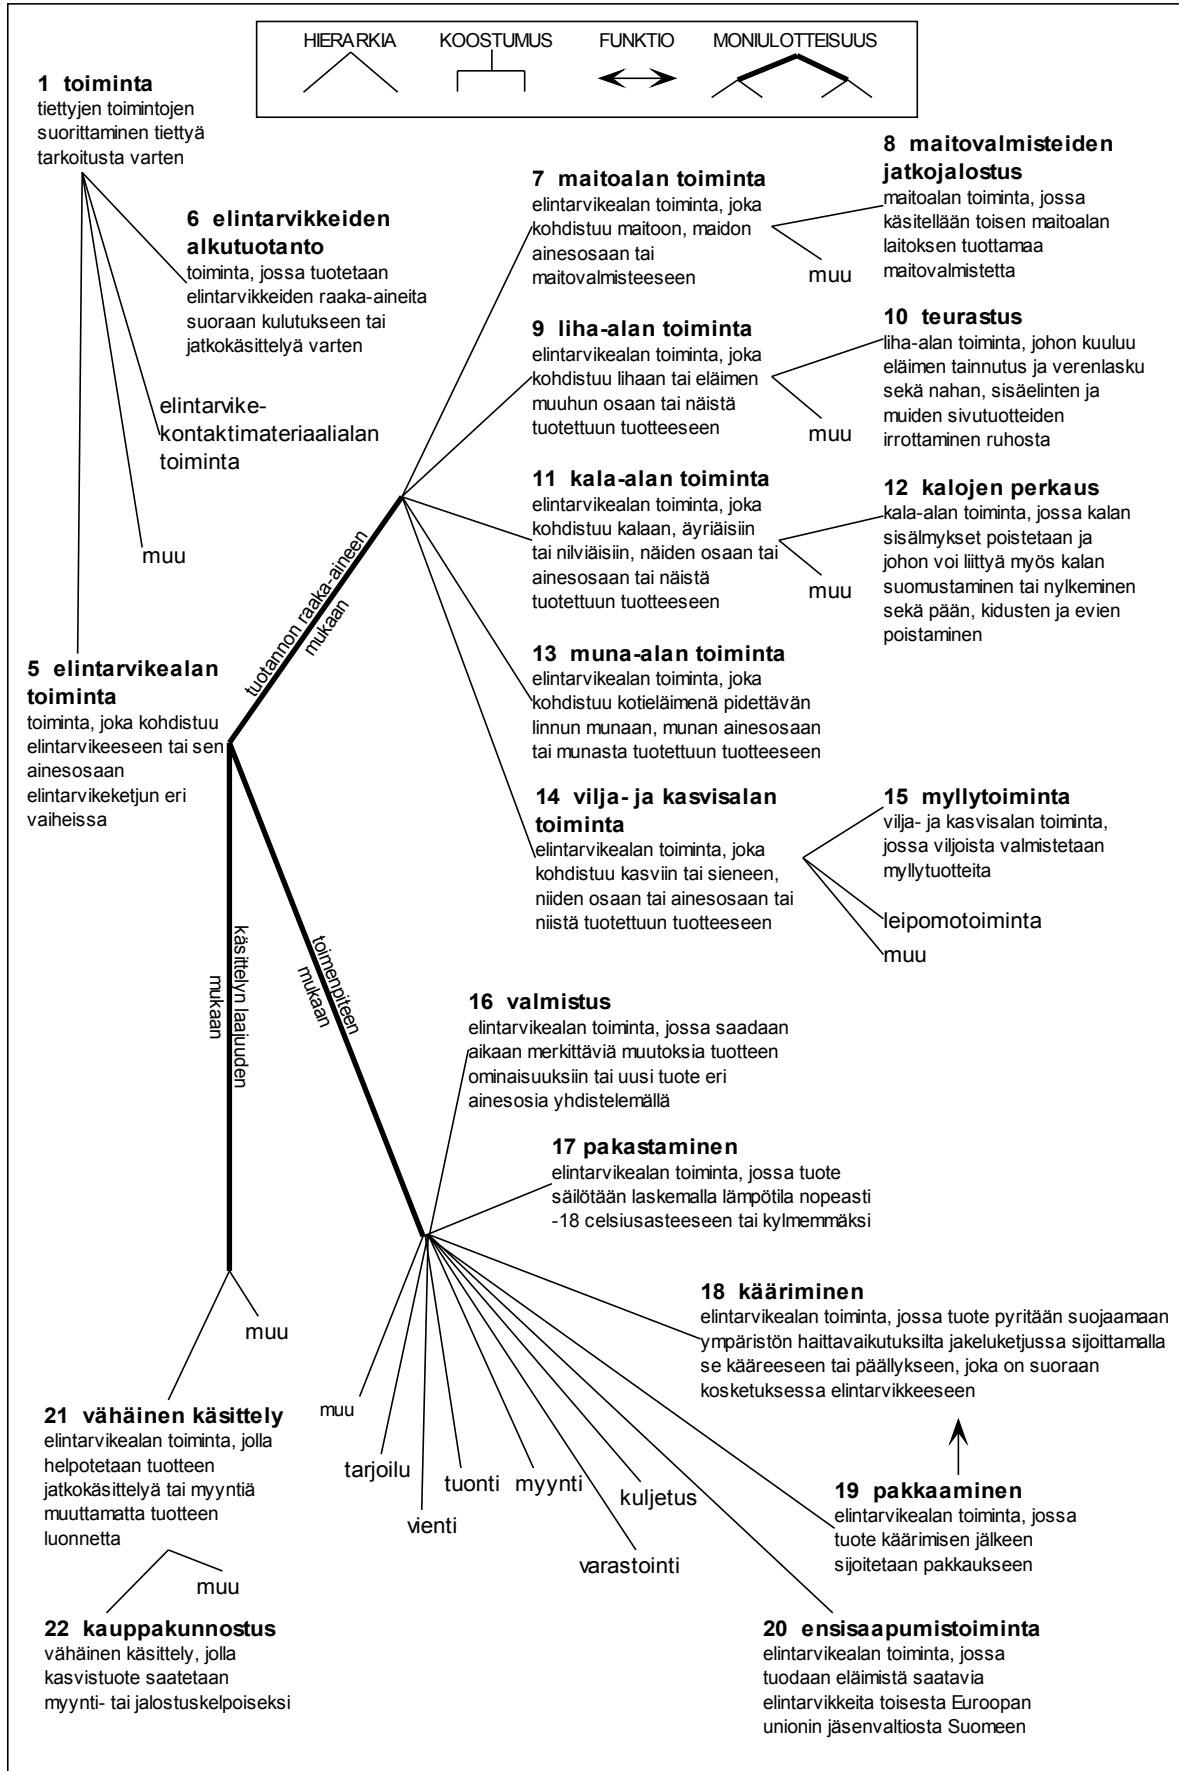 HIERARKIA
KOOSTUMUS
FUNKTIO
MONIULOTTEISUUS
1 toiminta
tiettyjen toimintojen
suorittaminen tiettyä
tarkoitusta varten
6 elintarvikkeiden
alkutuotanto
toiminta, jossa tuotetaan
elintarvikkeiden raaka-aineita
suoraan kulutukseen tai
jatkokäsittelyä varten
elintarvike-
kontaktimateriaalialan
toiminta
muu
5 elintarvikealan
toiminta
toiminta, joka kohdistuu
elintarvikeeseen tai sen
ainesosaan
elintarvikeketjun eri
vaiheissa
tuotannon raaka-aineen
mukaan
7 maitoalan toiminta
elintarvikealan toiminta, joka
kohdistuu maitoon, maidon
ainesosaan tai
maitovalmisteeseen
8 maitovalmisteiden
jatkojalostus
maitoalan toiminta, jossa
käsitellään toisen maitoalan
laitoksen tuottamaa
maitovalmistetta
muu
9 liha-alan toiminta
elintarvikealan toiminta, joka
kohdistuu lihaan tai eläimen
muuhun osaan tai näistä
tuotettuun tuotteeseen
10 teurastus
liha-alan toiminta, johon kuuluu
eläimen tainnutus ja verenlasku
sekä nahan, sisäelinten ja
muiden sivutuotteiden
irrottaminen ruhosta
muu
11 kala-alan toiminta
elintarvikealan toiminta, joka
kohdistuu kalaan, äyriäisiin
tai nilviäisiin, näiden osaan tai
ainesosaan tai näistä
tuotettuun tuotteeseen
12 kalojen perkaus
kala-alan toiminta, jossa kalan
sisälmykset poistetaan ja
johon voi liittyä myös kalan
suomustaminen tai nylkeminen
sekä pään, kidusten ja evien
poistaminen
muu
13 muna-alan toiminta
elintarvikealan toiminta, joka
kohdistuu kotieläimenä pidettävän
linnun munaan, munan ainesosaan
tai munasta tuotettuun tuotteeseen
14 vilja- ja kasvisalan
toiminta
elintarvikealan toiminta, joka
kohdistuu kasviin tai sieneen,
niiden osaan tai ainesosaan tai
niistä tuotettuun tuotteeseen
15 myllytoiminta
vilja- ja kasvisalan toiminta,
jossa viljoista valmistetaan
myllytuotteita
leipomotoiminta
muu
käsittelyn laajuuden
mukaan
toimenpiteen
mukaan
16 valmistus
elintarvikealan toiminta, jossa saadaan
aikaan merkittäviä muutoksia tuotteen
ominaisuuksiin tai uusi tuote eri
ainesosia yhdistelemällä
17 pakastaminen
elintarvikealan toiminta, jossa tuote
säilötään laskemalla lämpötila nopeasti
-18 celsiusasteeseen tai kylmemmäksi
18 kääriminen
elintarvikealan toiminta, jossa tuote pyritään suojaamaan
ympäristön haittavaikutuksilta jakeluketjussa sijoittamalla
se kääreeseen tai päällykseen, joka on suoraan
kosketuksessa elintarvikkeeseen
muu
21 vähäinen käsittely
elintarvikealan toiminta, jolla
helpotetaan tuotteen
jatkokäsittelyä tai myyntiä
muuttamatta tuotteen
luonnetta
muu
22 kauppakunnostus
vähäinen käsittely, jolla
kasvistuote saatetaan
myynti- tai jalostuskelpoiseksi
muu
tarjoilu
vienti
tuonti
myynti
varastointi
kuljetus
19 pakkaaminen
elintarvikealan toiminta, jossa
tuote käärimisen jälkeen
sijoitetaan pakkaukseen
20 ensisaapumistoiminta
elintarvikealan toiminta, jossa
tuodaan eläimistä saatavia
elintarvikkeita toisesta Euroopan
unionin jäsenvaltiosta Suomeen